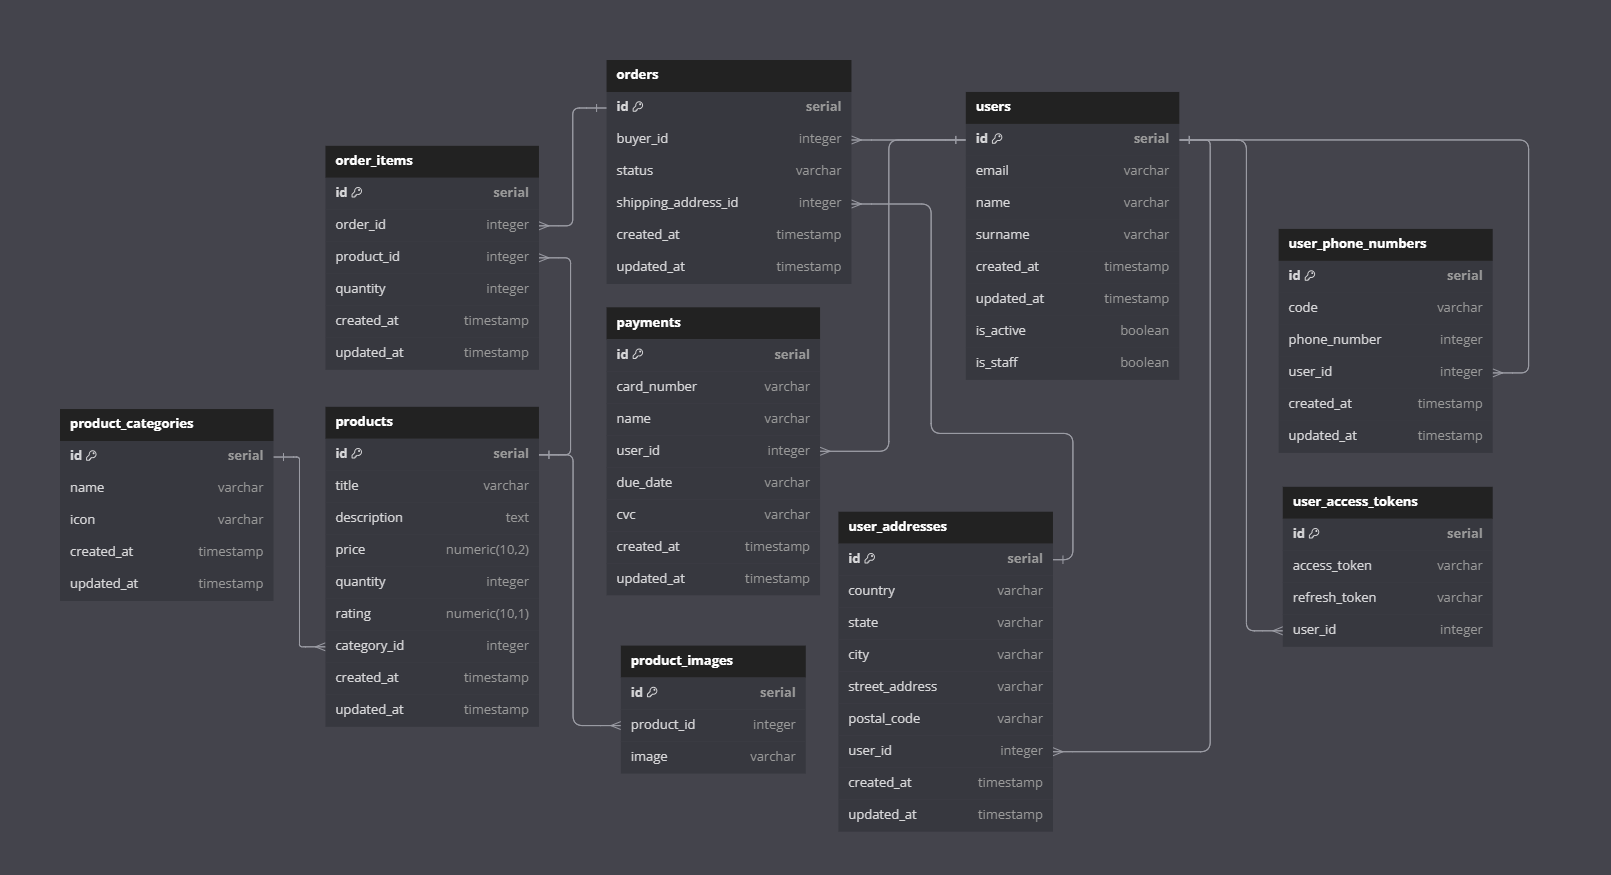 orders
id serial
buyer_id integer
status varchar
shipping_address_id integer
created_at timestamp
updated_at timestamp
users
id serial
email varchar
name varchar
surname varchar
created_at timestamp
updated_at timestamp
is_active boolean
is_staff boolean
order_items
id serial
order_id integer
product_id integer
quantity integer
created_at timestamp
updated_at timestamp
user_phone_numbers
id serial
code varchar
phone_number integer
user_id integer
created_at timestamp
updated_at timestamp
payments
id serial
card_number varchar
name varchar
user_id integer
due_date varchar
cvc varchar
created_at timestamp
updated_at timestamp
product_categories
id serial
name varchar
icon varchar
created_at timestamp
updated_at timestamp
products
id serial
title varchar
description text
price numeric(10,2)
quantity integer
rating numeric(10,1)
category_id integer
created_at timestamp
updated_at timestamp
user_access_tokens
id serial
access_token varchar
refresh_token varchar
user_id integer
user_addresses
id serial
country varchar
state varchar
city varchar
street_address varchar
postal_code varchar
user_id integer
created_at timestamp
updated_at timestamp
product_images
id serial
product_id integer
image varchar